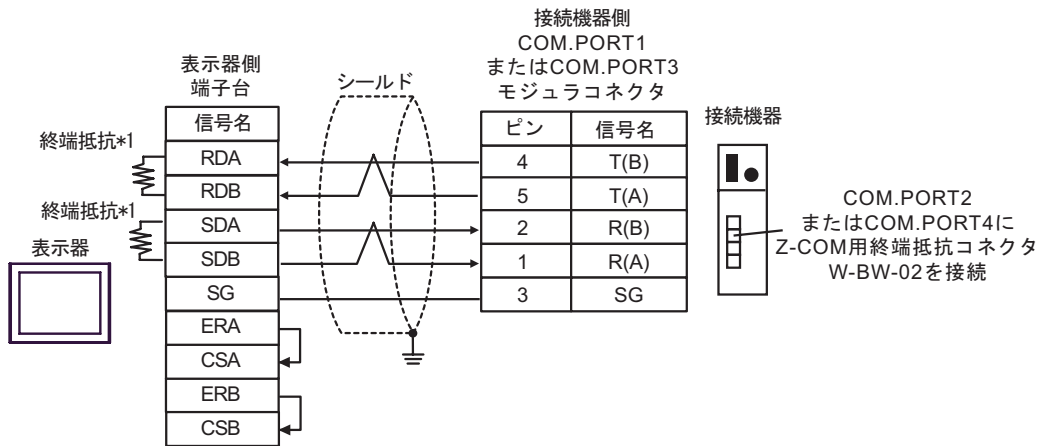 接続機器側
COM.PORT1
またはCOM.PORT3
モジュラコネクタ
表示器側
端子台
シールド
接続機器
信号名
ピン
信号名
終端抵抗*1
RDA
4
T(B)
RDB
5
T(A)
終端抵抗*1
SDA
2
R(B)
表示器
SDB
1
R(A)
SG
3
SG
ERA
CSA
ERB
CSB
COM.PORT2
またはCOM.PORT4に
Z-COM用終端抵抗コネクタ
W-BW-02を接続